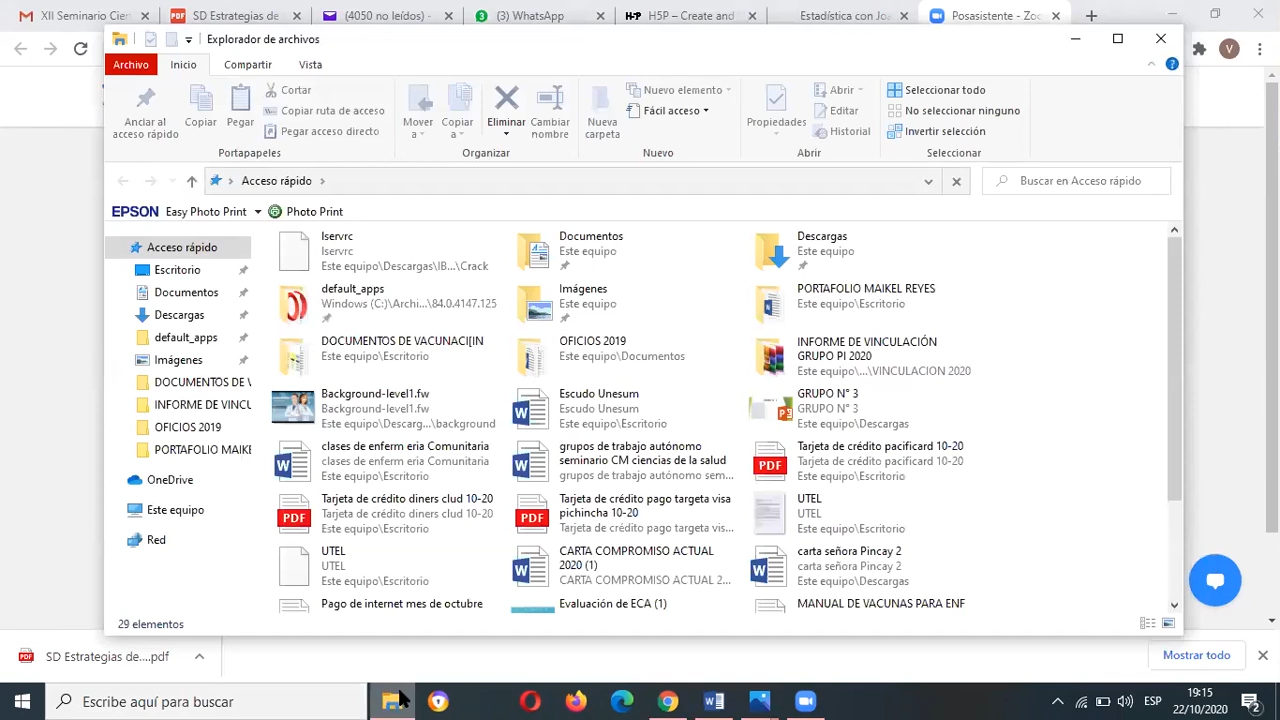 XII Seminario Cie
SD Estrategias de
(4050 no leídos)
(3) WhatsApp
H5P – Create and
Estadística con Joa
Posasistente - Zoo
V
Explorador de archivos
Archivo
Inicio
Compartir
Vista
Anclar al acceso rápido
Copiar
Pegar
Cortar
Copiar ruta de acceso
Pegar acceso directo
Mover a
Copiar a
Eliminar
Cambiar nombre
Nueva carpeta
Nuevo elemento
Fácil acceso
Propiedades
Abrir
Editar
Historial
Seleccionar todo
No seleccionar ninguno
Invertir selección
Portapapeles
Organizar
Nuevo
Abrir
Seleccionar
Acceso rápido
Buscar en Acceso rápido
EPSON Easy Photo Print Photo Print
Acceso rápido
Escritorio
Documentos
Descargas
default_apps
Imágenes
DOCUMENTOS DE V
INFORME DE VINCU
OFICIOS 2019
PORTAFOLIO MAIKE
OneDrive
Este equipo
Red
lservrc
lservrc
Este equipo\Descargas\IB...\Crack
Documentos
Este equipo
Descargas
Este equipo
default_apps
Windows (C:)\Archi...\84.0.4147.125
Imágenes
Este equipo
PORTAFOLIO MAIKEL REYES
Este equipo\Escritorio
DOCUMENTOS DE VACUNACI[IN
Este equipo\Escritorio
OFICIOS 2019
Este equipo\Documentos
INFORME DE VINCULACIÓN
GRUPO PI 2020
Este equipo\...\VINCULACION 2020
Background-level1.fw
Background-level1.fw
Este equipo\Descarg...\background
Escudo Unesum
Escudo Unesum
Este equipo\Escritorio
GRUPO N° 3
GRUPO N° 3
Este equipo\Descargas
clases de enferm eria Comunitaria
clases de enferm eria Comunitaria
Este equipo\Escritorio
grupos de trabajo autónomo
seminario CM ciencias de la salud
grupos de trabajo autónomo sem...
Tarjeta de crédito pacificard 10-20
Tarjeta de crédito pacificard 10-20
Este equipo\Escritorio
Tarjeta de crédito diners clud 10-20
Tarjeta de crédito diners clud 10-20
Este equipo\Escritorio
Tarjeta de crédito pago targeta visa
pichincha 10-20
Tarjeta de crédito pago targeta visa
UTEL
UTEL
Este equipo\Escritorio
UTEL
UTEL
Este equipo\Escritorio
CARTA COMPROMISO ACTUAL
2020 (1)
CARTA COMPROMISO ACTUAL 2...
carta señora Pincay 2
carta señora Pincay 2
Este equipo\Descargas
Pago de internet mes de octubre
Evaluación de ECA (1)
MANUAL DE VACUNAS PARA ENF
29 elementos
SD Estrategias de....pdf
Mostrar todo
Escribe aquí para buscar
ESP
19:15
22/10/2020
2